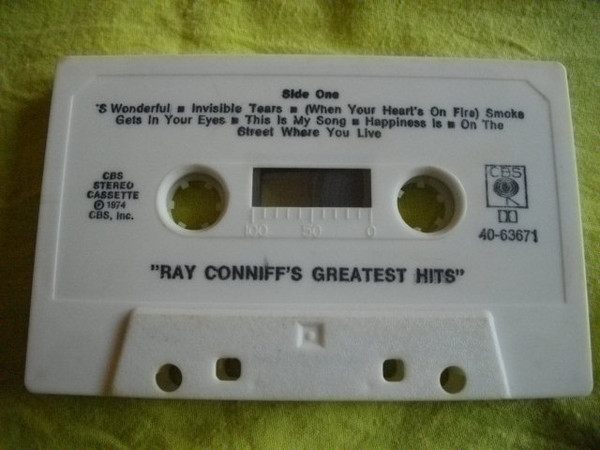 Side One
'S Wonderful ■ Invisible Tears ■ (When Your Heart's On Fire) Smoke
Gets In Your Eyes ■ This Is My Song ■ Happiness Is ■ On The
Street Where You Live
CBS
STEREO
CASSETTE
℗ 1974
CBS, Inc.
CBS
40-63671
100 50 0
"RAY CONNIFF'S GREATEST HITS"